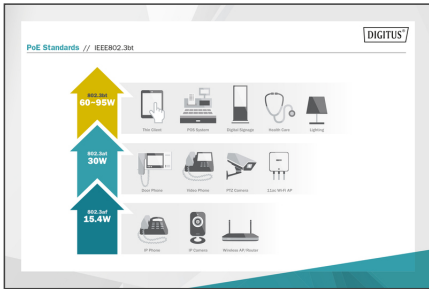 DIGITUS®
PoE Standards // IEEE802.3bt
802.3bt
60~95W
Thin Client
POS System
Digital Signage
Health Care
Lighting
802.3at
30W
Door Phone
Video Phone
PTZ Camera
11ac Wi-Fi AP
802.3af
15.4W
IP Phone
IP Camera
Wireless AP/Router